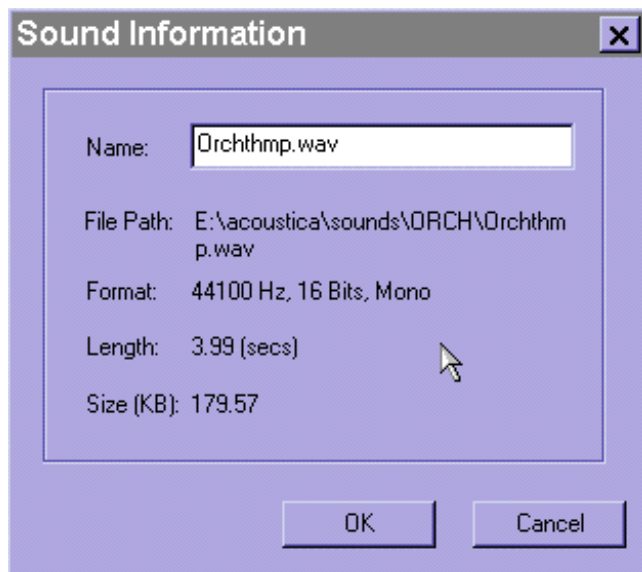 Sound Information
Name: Orchthmp.wav
File Path: E:\acoustica\sounds\ORCH\Orchthm
p.wav
Format: 44100 Hz, 16 Bits, Mono
Length: 3.99 (secs)
Size (KB): 179.57
OK Cancel